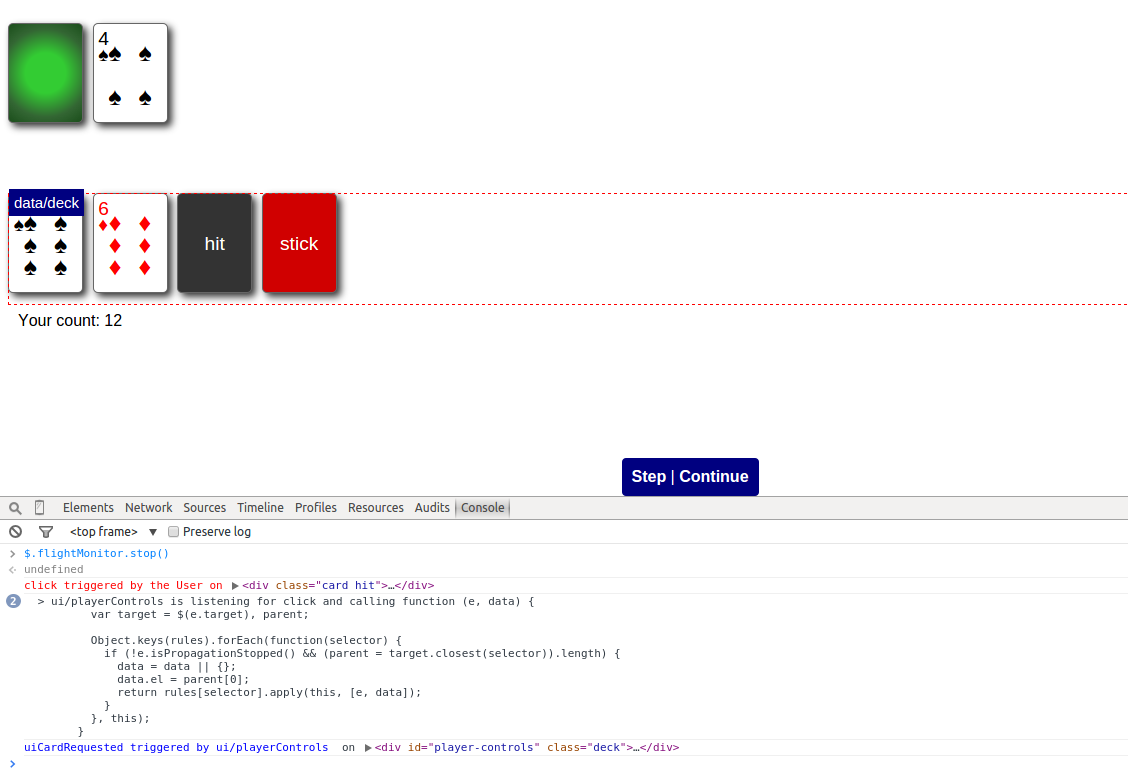 4
data/deck
6
hit
stick
Your count: 12
Step | Continue
Elements Network Sources Timeline Profiles Resources Audits Console
<top frame> ▼ Preserve log
> $.flightMonitor.stop()
<· undefined
click triggered by the User on ▶<div class="card hit">…</div>
2 > ui/playerControls is listening for click and calling function (e, data) {
var target = $(e.target), parent;
Object.keys(rules).forEach(function(selector) {
if (!e.isPropagationStopped() && (parent = target.closest(selector)).length) {
data = data || {};
data.el = parent[0];
return rules[selector].apply(this, [e, data]);
}
}, this);
}
uiCardRequested triggered by ui/playerControls on ▶<div id="player-controls" class="deck">…</div>
>